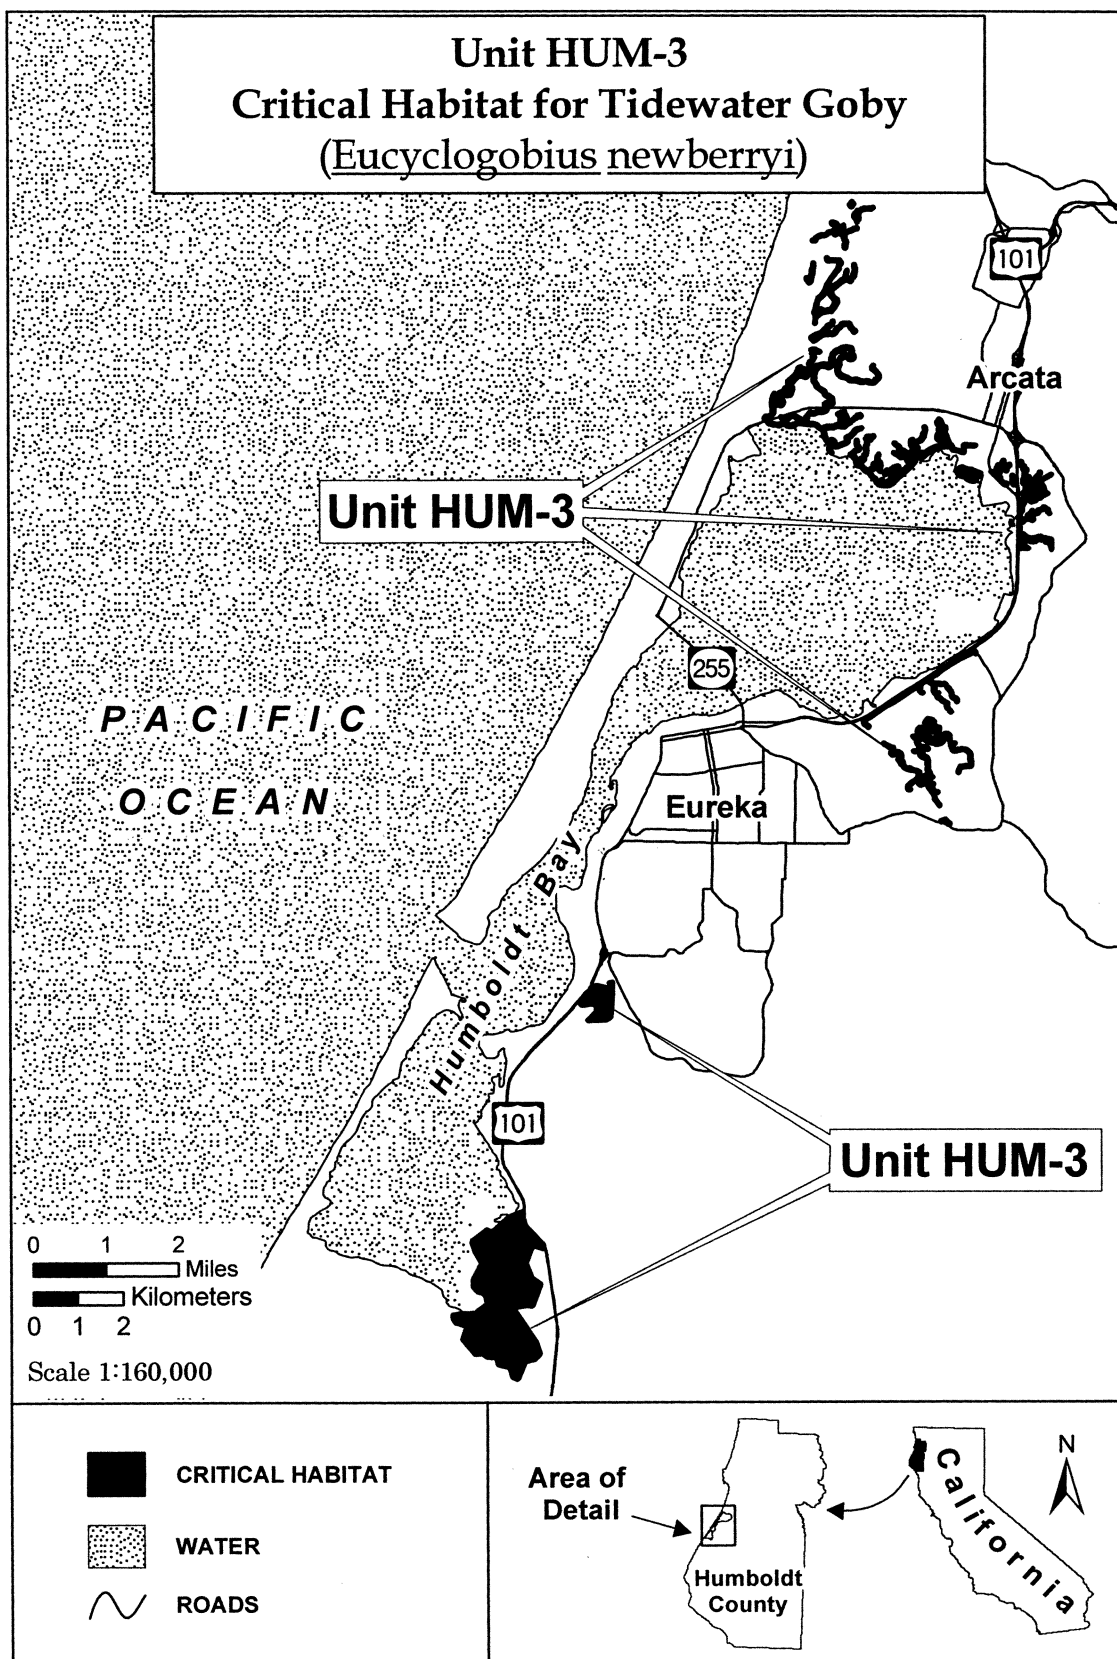 Unit HUM-3
Critical Habitat for Tidewater Goby
(Eucyclogobius newberryi)
101
Arcata
Unit HUM-3
255
PACIFIC
OCEAN
Eureka
Humboldt Bay
101
Unit HUM-3
0 1 2
Miles
Kilometers
0 1 2
Scale 1:160,000
CRITICAL HABITAT
WATER
ROADS
Area of
Detail
Humboldt
County
California
N